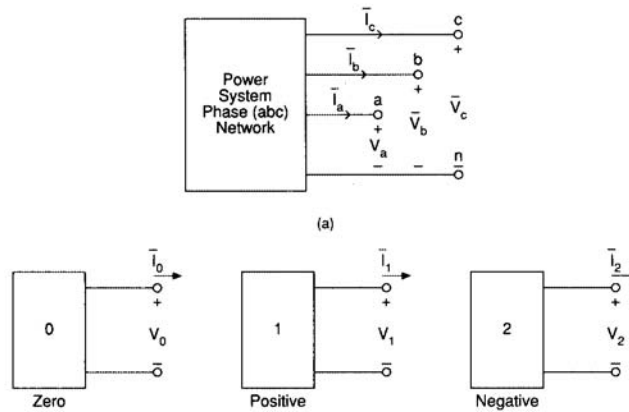 Ī_c c
+
Ī_b b
+
Power
System
Phase (abc)
Network
Ī_a a
+
V̄_c
V̄_b
V_a
n
– – –
(a)
Ī_0 Ī_1 Ī_2
+ + +
0 V_0 1 V_1 2 V_2
– – –
Zero Positive Negative